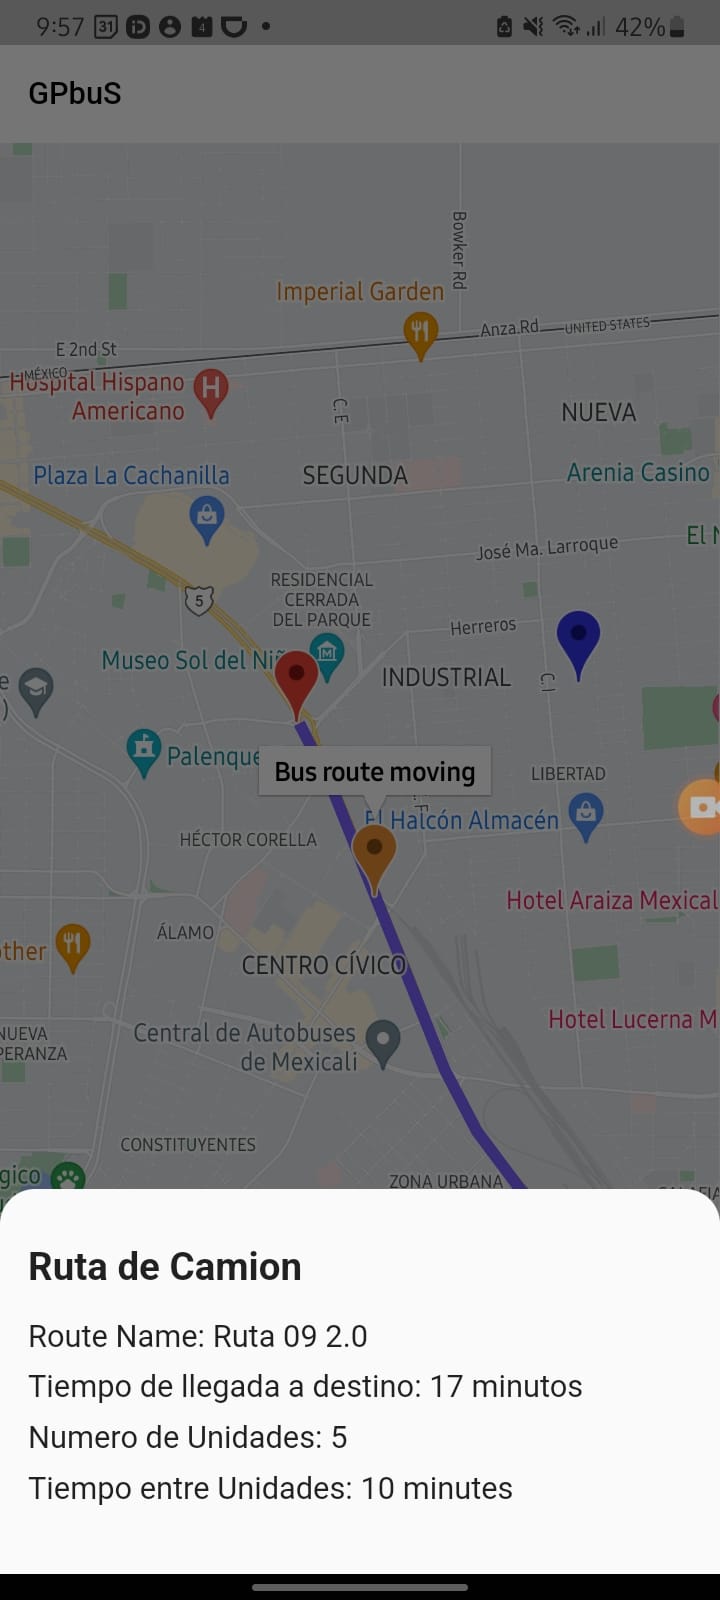 9:57
31
4
42%
GPbuS
Bowker Rd
Imperial Garden
Anza Rd
UNITED STATES
E 2nd St
MÉXICO
Hospital Hispano
Americano
H
C. E
NUEVA
Plaza La Cachanilla
SEGUNDA
Arenia Casino
José Ma. Larroque
El N
RESIDENCIAL
CERRADA
DEL PARQUE
5
Herreros
Museo Sol del Niñ
M
INDUSTRIAL
C. I
e
)
Palenque
Bus route moving
LIBERTAD
C. F
El Halcón Almacén
HÉCTOR CORELLA
Hotel Araiza Mexical
ÁLAMO
other
CENTRO CÍVICO
Hotel Lucerna M
NUEVA
PERANZA
Central de Autobuses
de Mexicali
CONSTITUYENTES
gico
ZONA URBANA
Ruta de Camion
Route Name: Ruta 09 2.0
Tiempo de llegada a destino: 17 minutos
Numero de Unidades: 5
Tiempo entre Unidades: 10 minutes